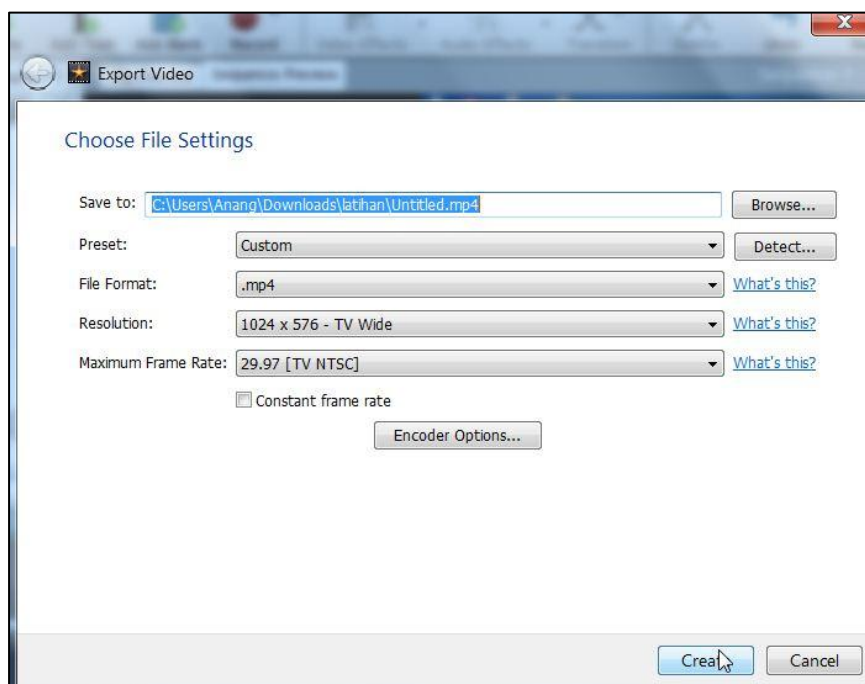 Export Video
Choose File Settings
Save to: C:\Users\Anang\Downloads\latihan\Untitled.mp4 Browse...
Preset: Custom Detect...
File Format: .mp4 What's this?
Resolution: 1024 x 576 - TV Wide What's this?
Maximum Frame Rate: 29.97 [TV NTSC] What's this?
Constant frame rate
Encoder Options...
Create Cancel